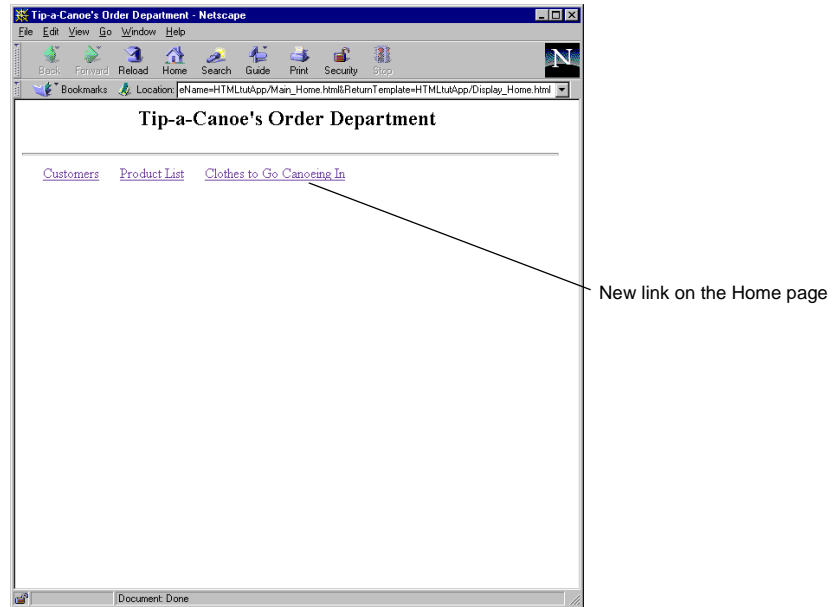 Tip-a-Canoe's Order Department - Netscape
File Edit View Go Window Help
Back Forward Reload Home Search Guide Print Security Stop
N
Bookmarks Location: eName=HTMLtutApp/Main_Home.html&ReturnTemplate=HTMLtutApp/Display_Home.html
Tip-a-Canoe's Order Department
Customers Product List Clothes to Go Canoeing In
New link on the Home page
Document: Done